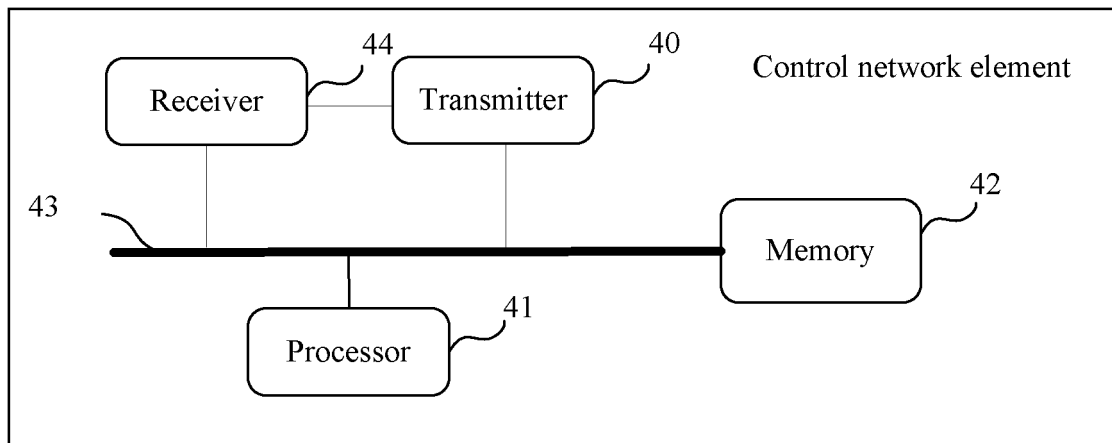 44
40
Control network element
Receiver
Transmitter
43
42
Memory
41
Processor